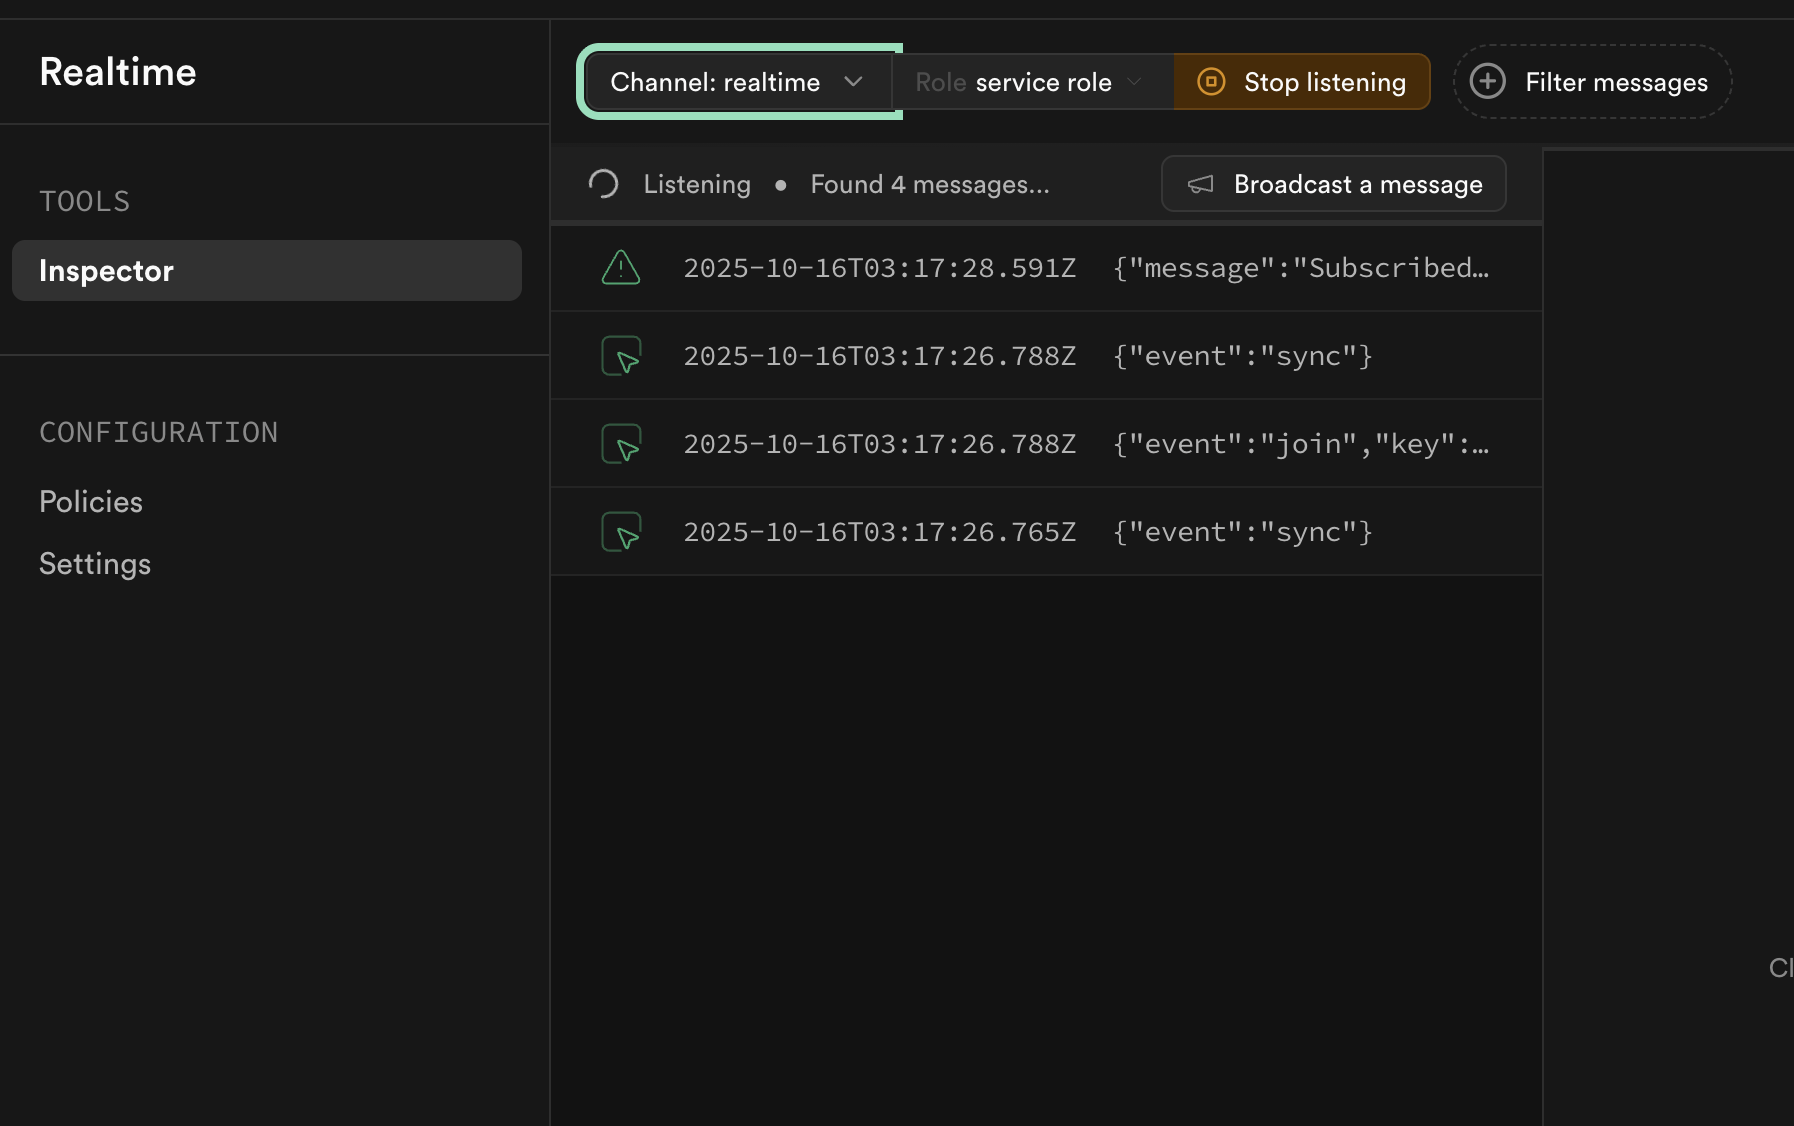 Realtime
Channel: realtime
Role service role
Stop listening
Filter messages
TOOLS
Inspector
CONFIGURATION
Policies
Settings
Listening • Found 4 messages...
Broadcast a message
2025-10-16T03:17:28.591Z {"message":"Subscribed…
2025-10-16T03:17:26.788Z {"event":"sync"}
2025-10-16T03:17:26.788Z {"event":"join","key":…
2025-10-16T03:17:26.765Z {"event":"sync"}